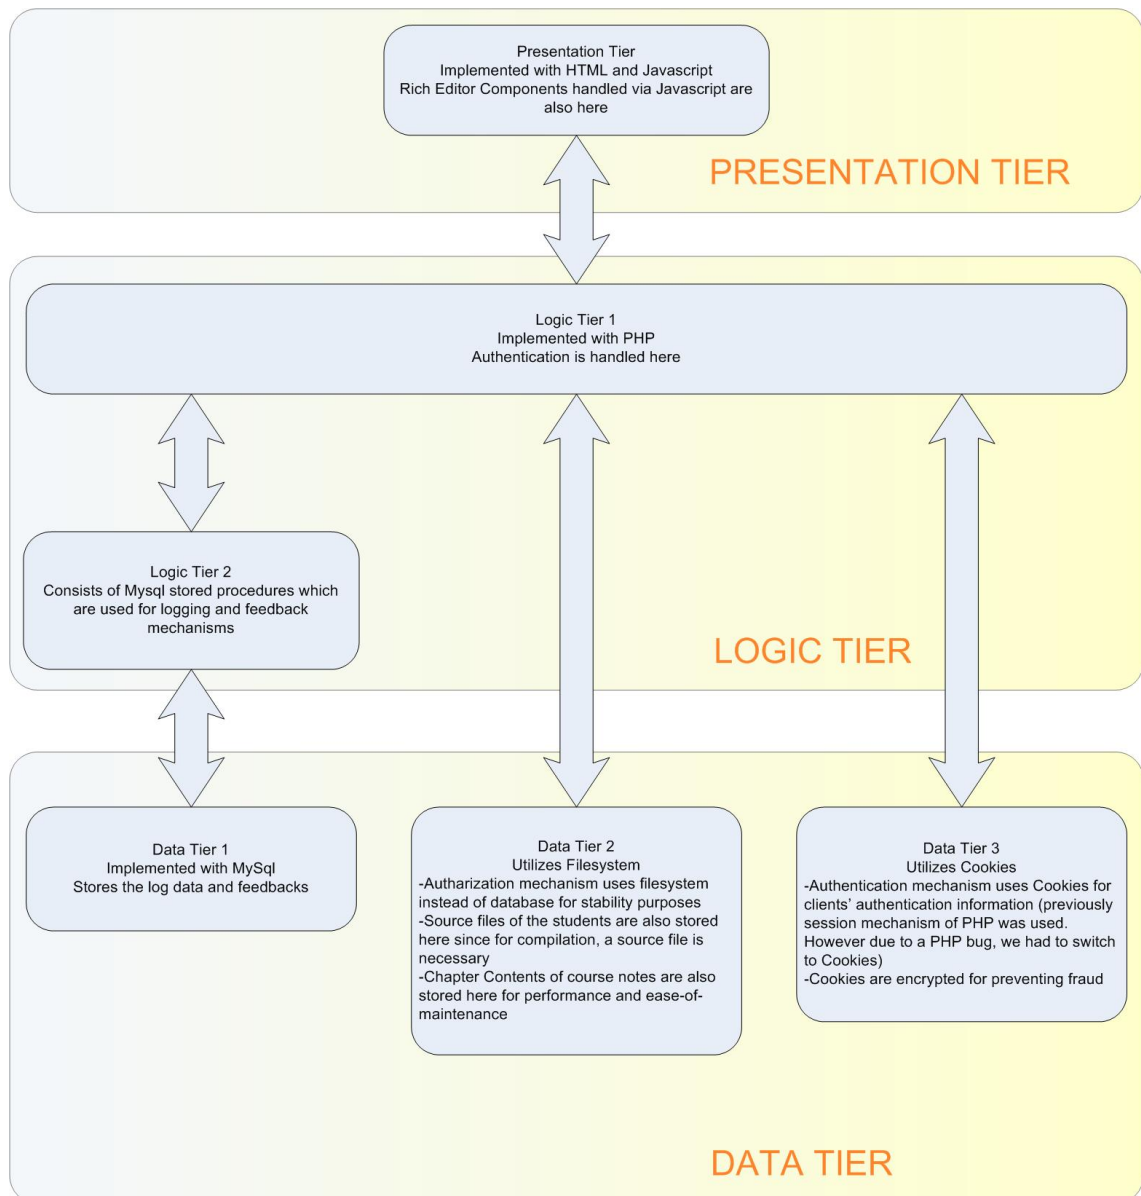 Presentation Tier
Implemented with HTML and Javascript
Rich Editor Components handled via Javascript are
also here
PRESENTATION TIER
Logic Tier 1
Implemented with PHP
Authentication is handled here
Logic Tier 2
Consists of Mysql stored procedures which
are used for logging and feedback
mechanisms
LOGIC TIER
Data Tier 1
Implemented with MySql
Stores the log data and feedbacks
Data Tier 2
Utilizes Filesystem
-Autharization mechanism uses filesystem
instead of database for stability purposes
-Source files of the students are also stored
here since for compilation, a source file is
necessary
-Chapter Contents of course notes are also
stored here for performance and ease-of-
maintenance
Data Tier 3
Utilizes Cookies
-Authentication mechanism uses Cookies for
clients' authentication information (previously
session mechanism of PHP was used.
However due to a PHP bug, we had to switch
to Cookies)
-Cookies are encrypted for preventing fraud
DATA TIER